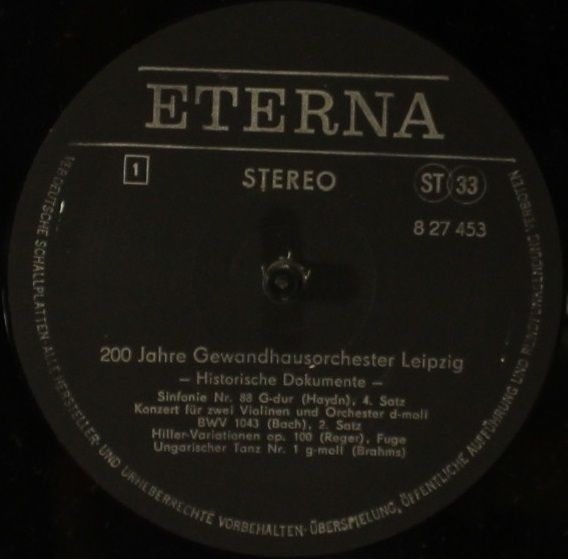 ETERNA
1
STEREO
ST 33
8 27 453
200 Jahre Gewandhausorchester Leipzig
– Historische Dokumente –
Sinfonie Nr. 88 G-dur (Haydn), 4. Satz
Konzert für zwei Violinen und Orchester d-moll
BWV 1043 (Bach), 2. Satz
Hiller-Variationen op. 100 (Reger), Fuge
Ungarischer Tanz Nr. 1 g-moll (Brahms)
VEB DEUTSCHE SCHALLPLATTEN ALLE HERSTELLER- UND URHEBERRECHTE VORBEHALTEN · ÜBERSPIELUNG, ÖFFENTLICHE AUFFÜHRUNG UND RUNDFUNKSENDUNG VERBOTEN